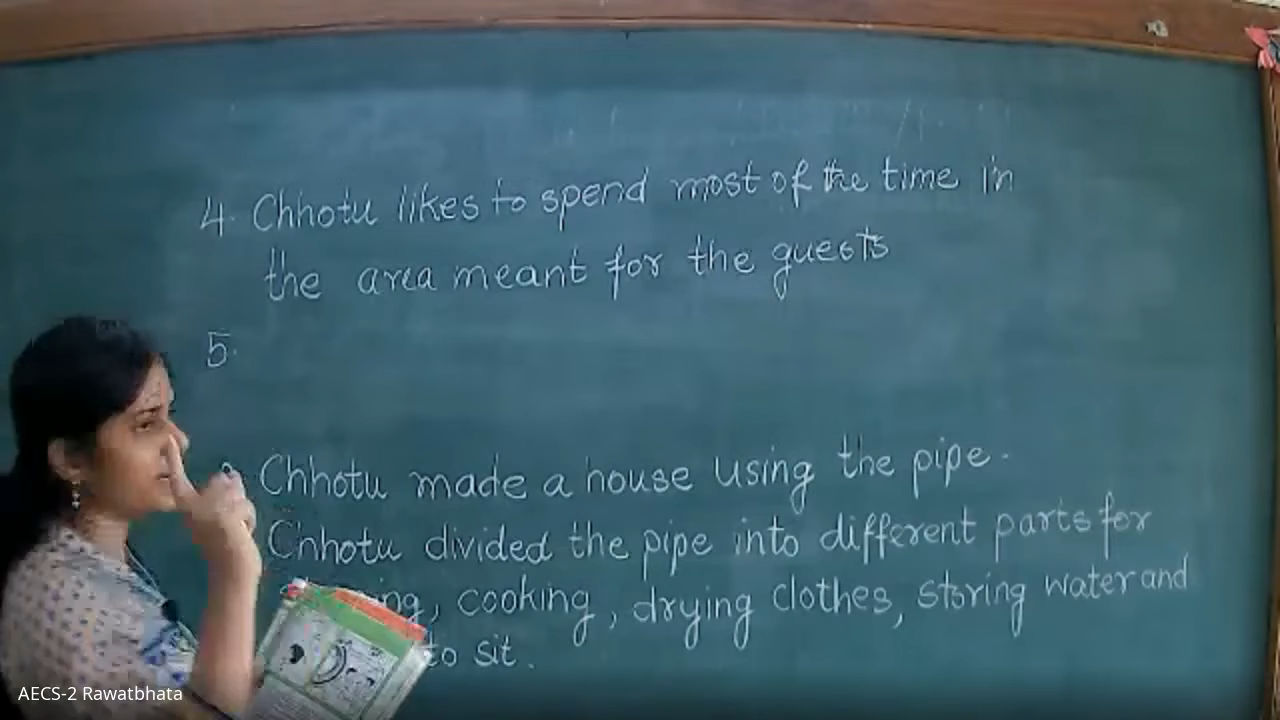 4. Chhotu likes to spend most of the time in
the area meant for the guests
5.
Chhotu made a house using the pipe.
Chhotu divided the pipe into different parts for
cooking, drying clothes, storing water and
to sit.
AECS-2 Rawatbhata